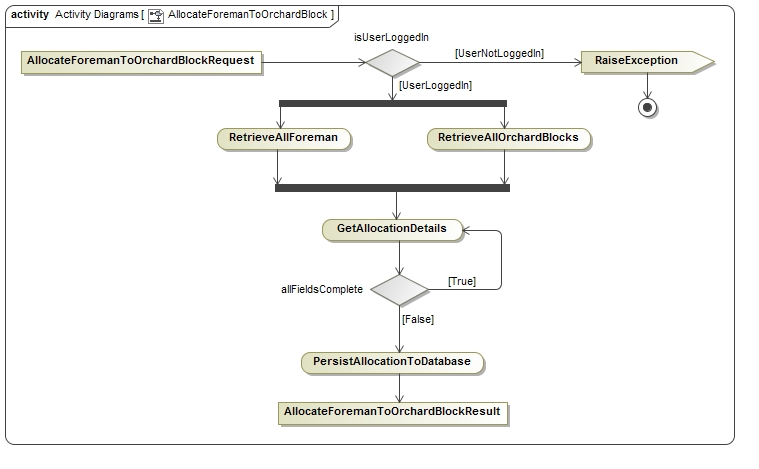 activity Activity Diagrams [ AllocateForemanToOrchardBlock ]
isUserLoggedIn
AllocateForemanToOrchardBlockRequest
[UserNotLoggedIn]
RaiseException
[UserLoggedIn]
RetrieveAllForeman
RetrieveAllOrchardBlocks
GetAllocationDetails
allFieldsComplete
[True]
[False]
PersistAllocationToDatabase
AllocateForemanToOrchardBlockResult